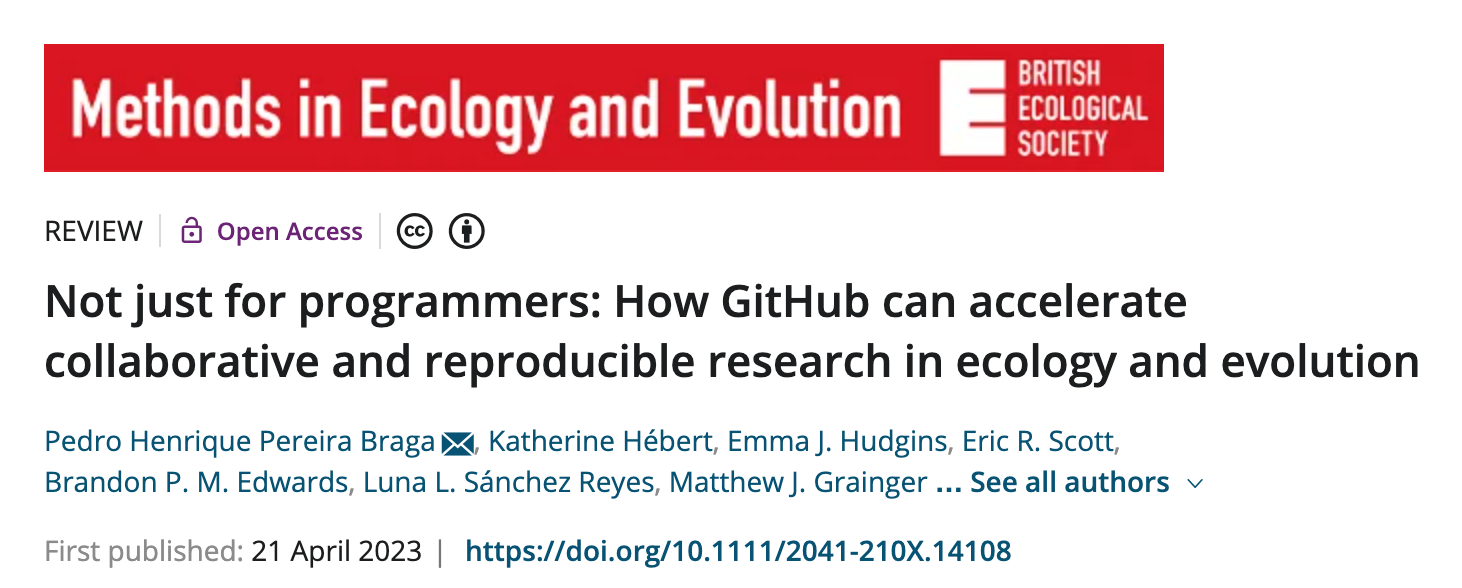 Methods in Ecology and Evolution
BRITISH
ECOLOGICAL
SOCIETY
REVIEW
Open Access
cc
Not just for programmers: How GitHub can accelerate
collaborative and reproducible research in ecology and evolution
Pedro Henrique Pereira Braga, Katherine Hébert, Emma J. Hudgins, Eric R. Scott,
Brandon P. M. Edwards, Luna L. Sánchez Reyes, Matthew J. Grainger ... See all authors
First published: 21 April 2023 | https://doi.org/10.1111/2041-210X.14108